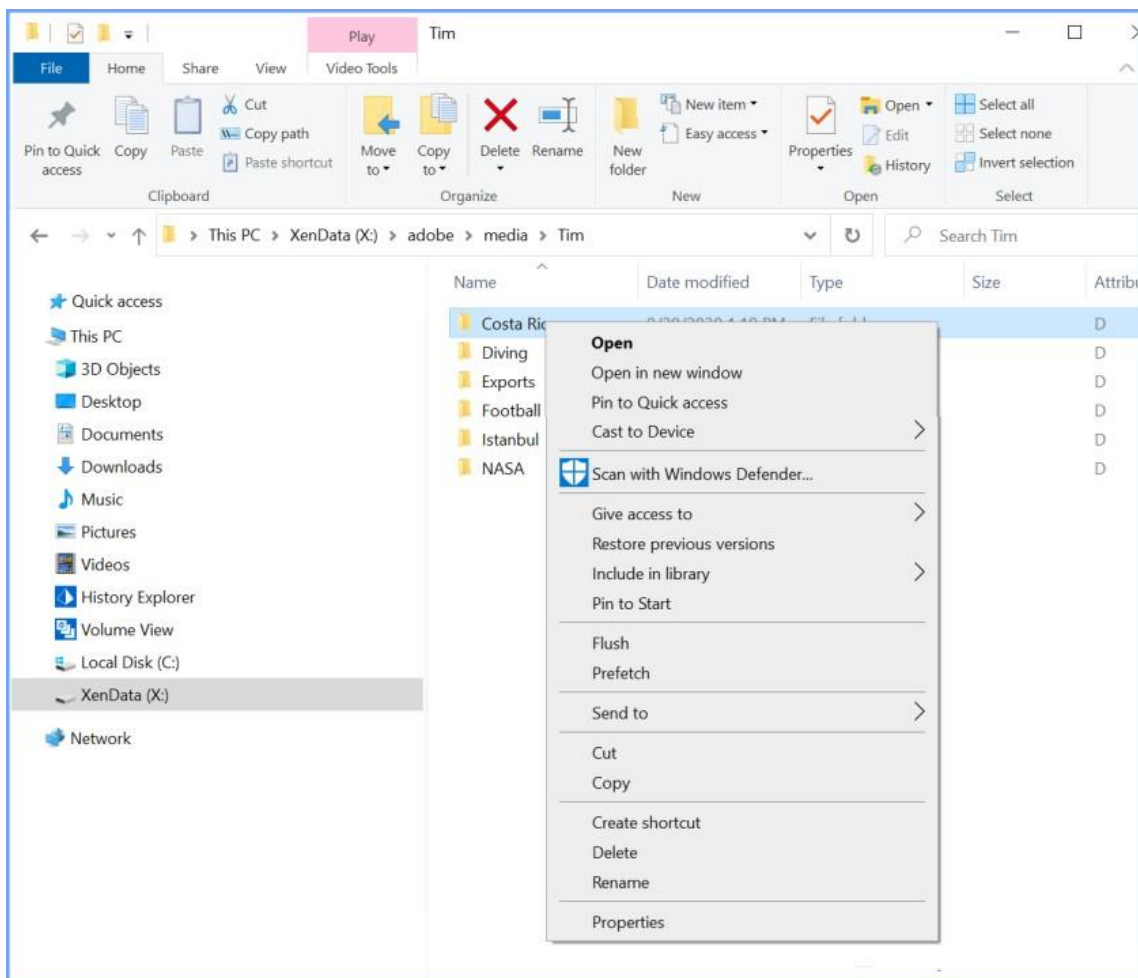 Play
Tim
File
Home
Share
View
Video Tools
Pin to Quick access
Copy
Paste
Cut
Copy path
Paste shortcut
Move to
Copy to
Delete
Rename
New folder
New item
Easy access
Properties
Open
Edit
History
Select all
Select none
Invert selection
Clipboard
Organize
New
Open
Select
This PC > XenData (X:) > adobe > media > Tim
Search Tim
Name
Date modified
Type
Size
Quick access
This PC
3D Objects
Desktop
Documents
Downloads
Music
Pictures
Videos
History Explorer
Volume View
Local Disk (C:)
XenData (X:)
Network
Costa
D
Diving
D
Exports
D
Football
D
Istanbul
D
NASA
D
Open
Open in new window
Pin to Quick access
Cast to Device
Scan with Windows Defender...
Give access to
Restore previous versions
Include in library
Pin to Start
Flush
Prefetch
Send to
Cut
Copy
Create shortcut
Delete
Rename
Properties